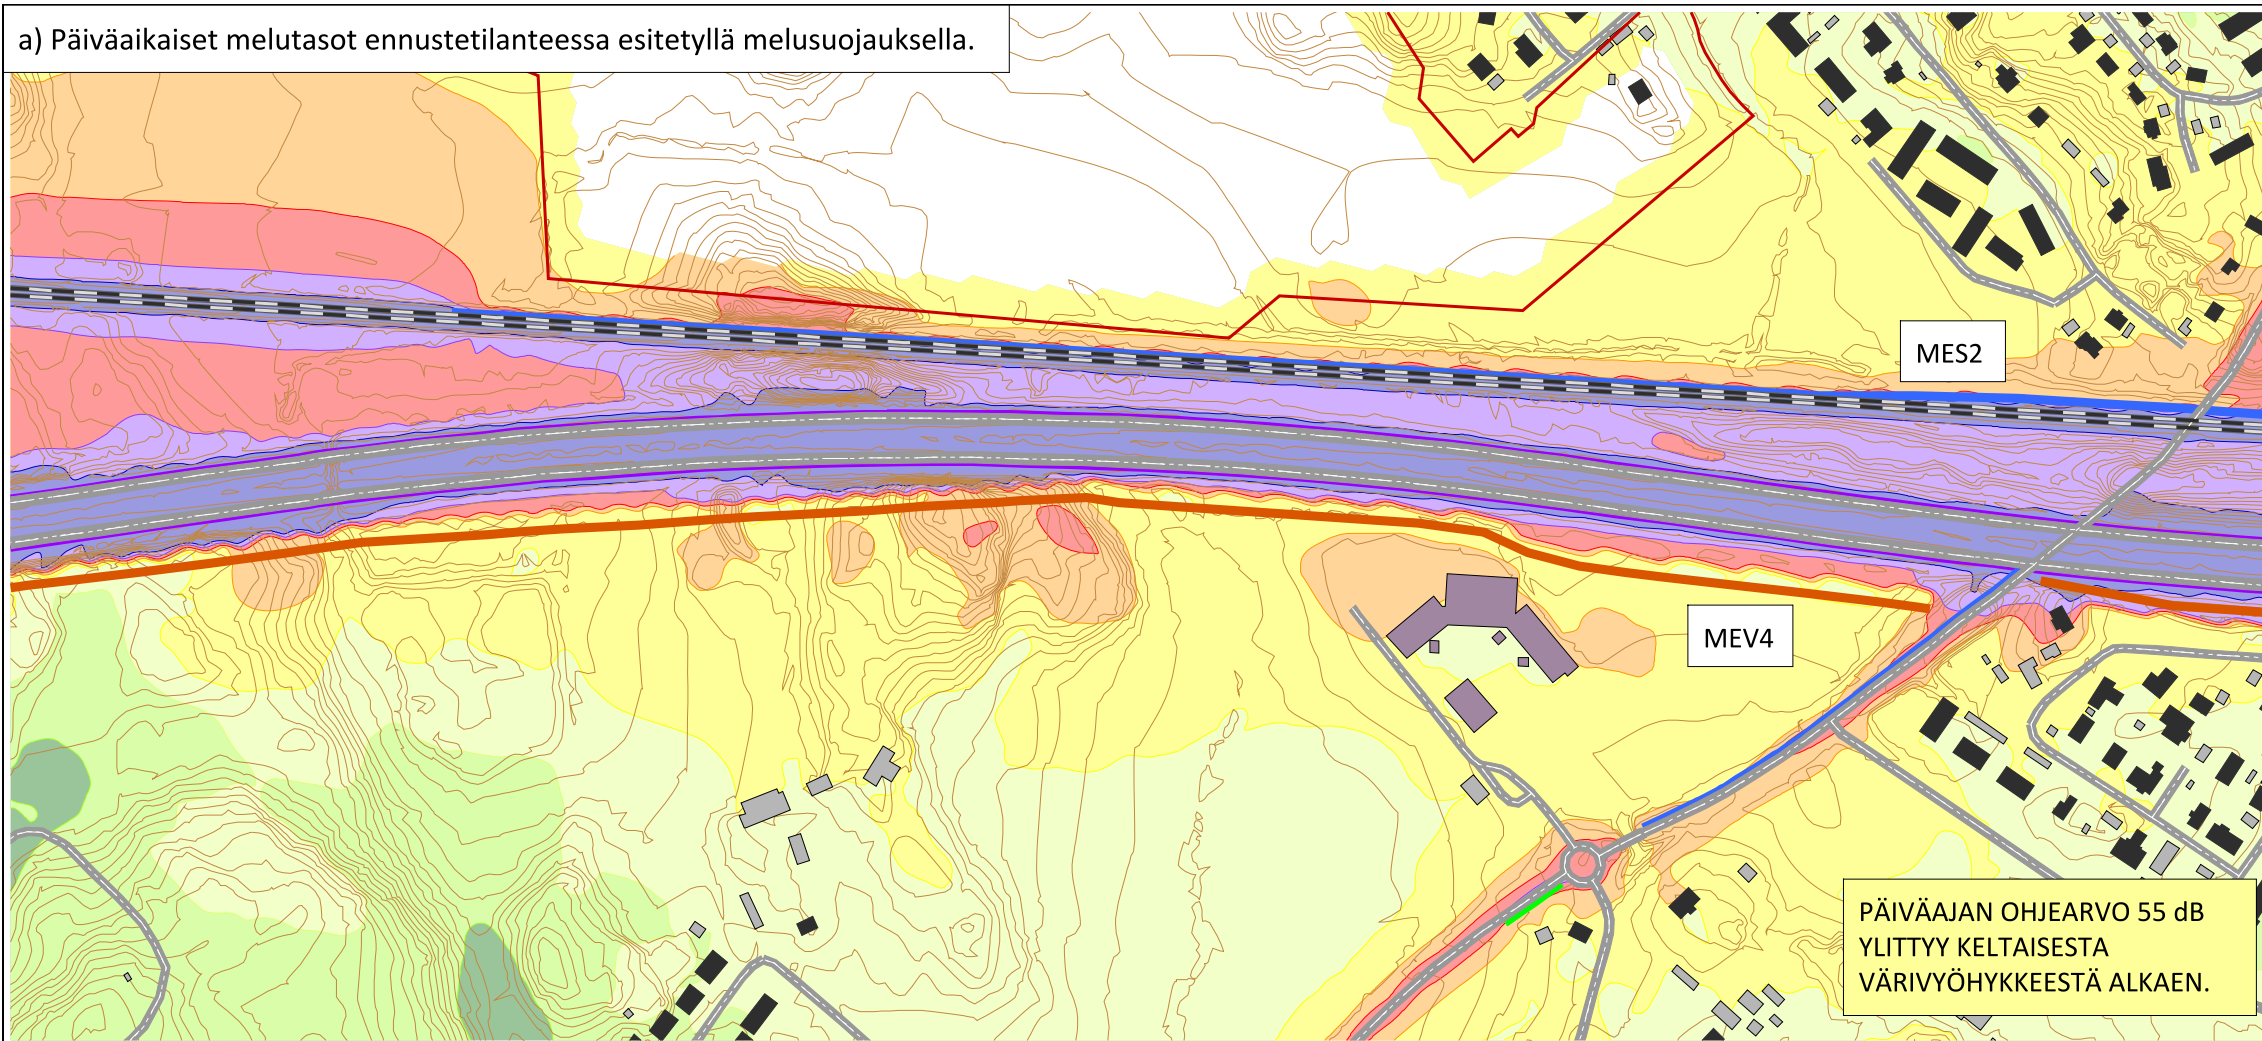 a) Päiväaikaiset melutasot ennustetilanteessa esitetyllä melusuojauksella.
MES2
MEV4
PÄIVÄAJAN OHJEARVO 55 dB
YLITTYY KELTAISESTA
VÄRIVYÖHYKKEESTÄ ALKAEN.